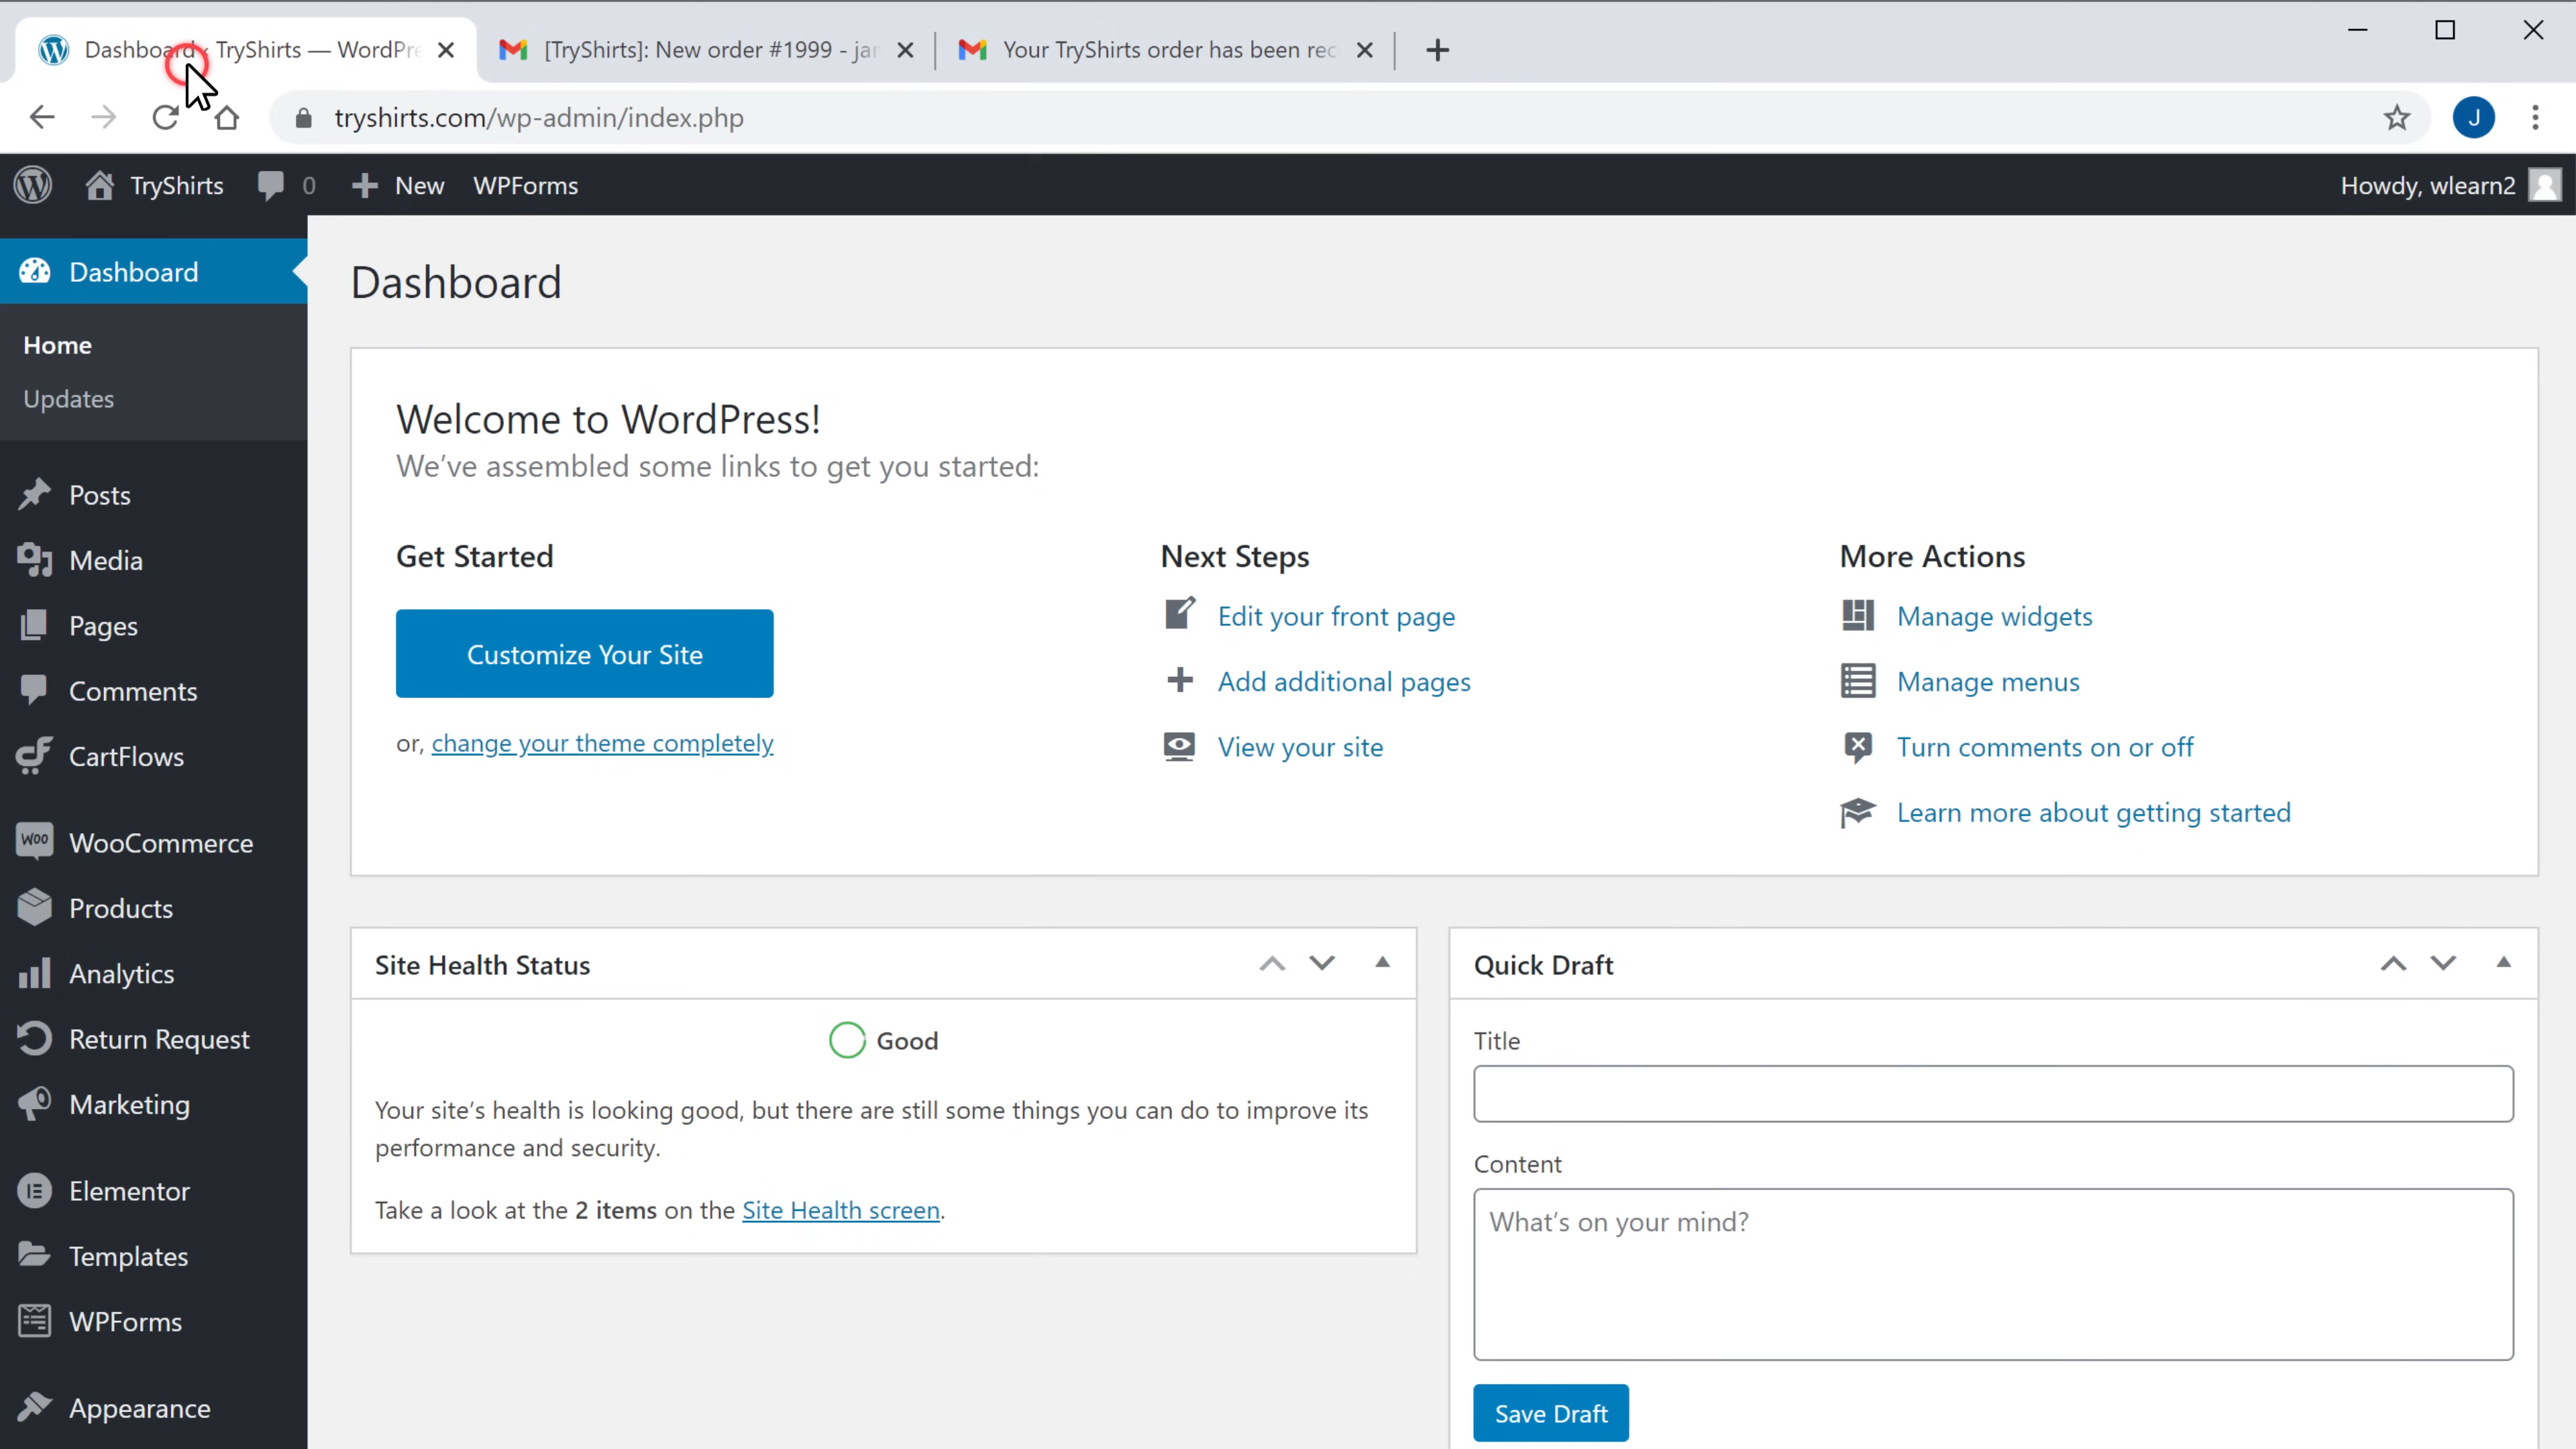 Dashboard ‹ TryShirts — WordPre
[TryShirts]: New order #1999 - jan
Your TryShirts order has been rec
tryshirts.com/wp-admin/index.php
J
TryShirts
0
New
WPForms
Howdy, wlearn2
Dashboard
Home
Updates
Posts
Media
Pages
Comments
CartFlows
Woo
WooCommerce
Products
Analytics
Return Request
Marketing
Elementor
Templates
WPForms
Appearance
Dashboard
Welcome to WordPress!
We've assembled some links to get you started:
Get Started
Customize Your Site
or, change your theme completely
Next Steps
Edit your front page
Add additional pages
View your site
More Actions
Manage widgets
Manage menus
Turn comments on or off
Learn more about getting started
Site Health Status
Good
Your site's health is looking good, but there are still some things you can do to improve its
performance and security.
Take a look at the 2 items on the Site Health screen.
Quick Draft
Title
Content
What's on your mind?
Save Draft